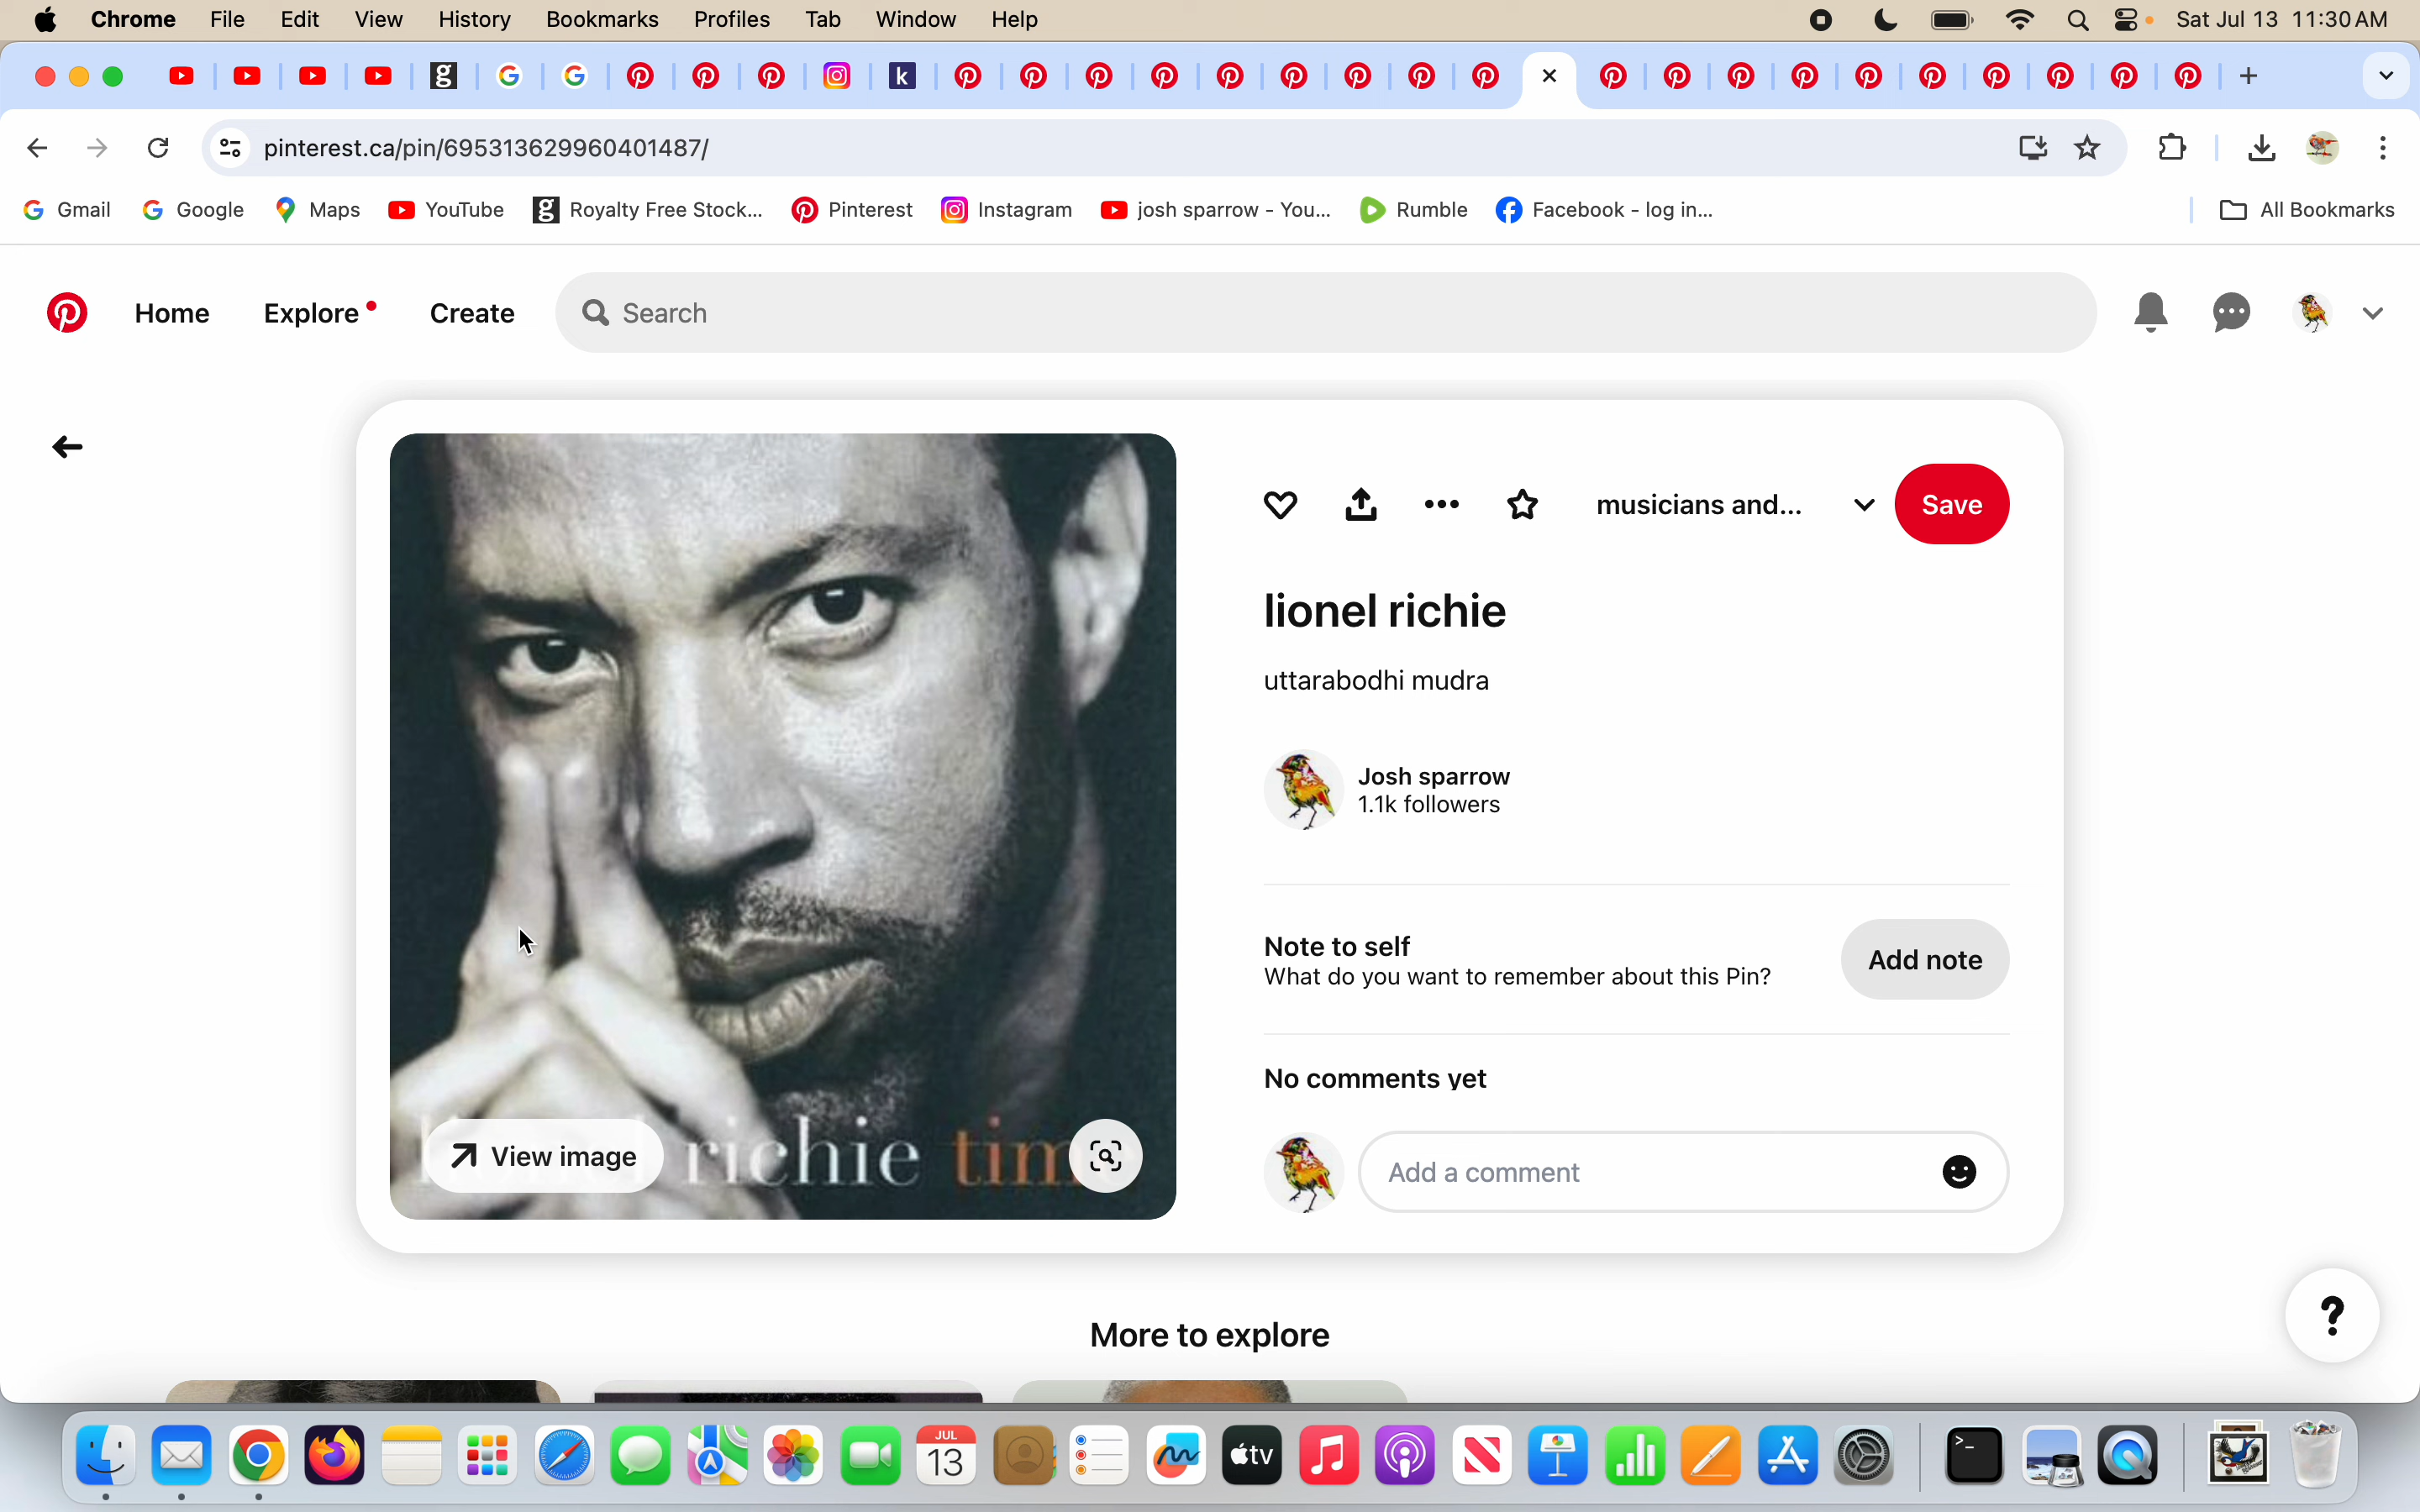 Chrome File Edit View History Bookmarks Profiles Tab Window Help Sat Jul 13 11:30 AM
pinterest.ca/pin/695313629960401487/
Gmail Google Maps YouTube Royalty Free Stock... Pinterest Instagram josh sparrow - You... Rumble Facebook - log in... All Bookmarks
Home Explore Create Search
musicians and... Save
lionel richie
uttarabodhi mudra
Josh sparrow
1.1k followers
Note to self
What do you want to remember about this Pin?
Add note
No comments yet
Add a comment
richie tim
View image
More to explore
?
tv
JUL
13